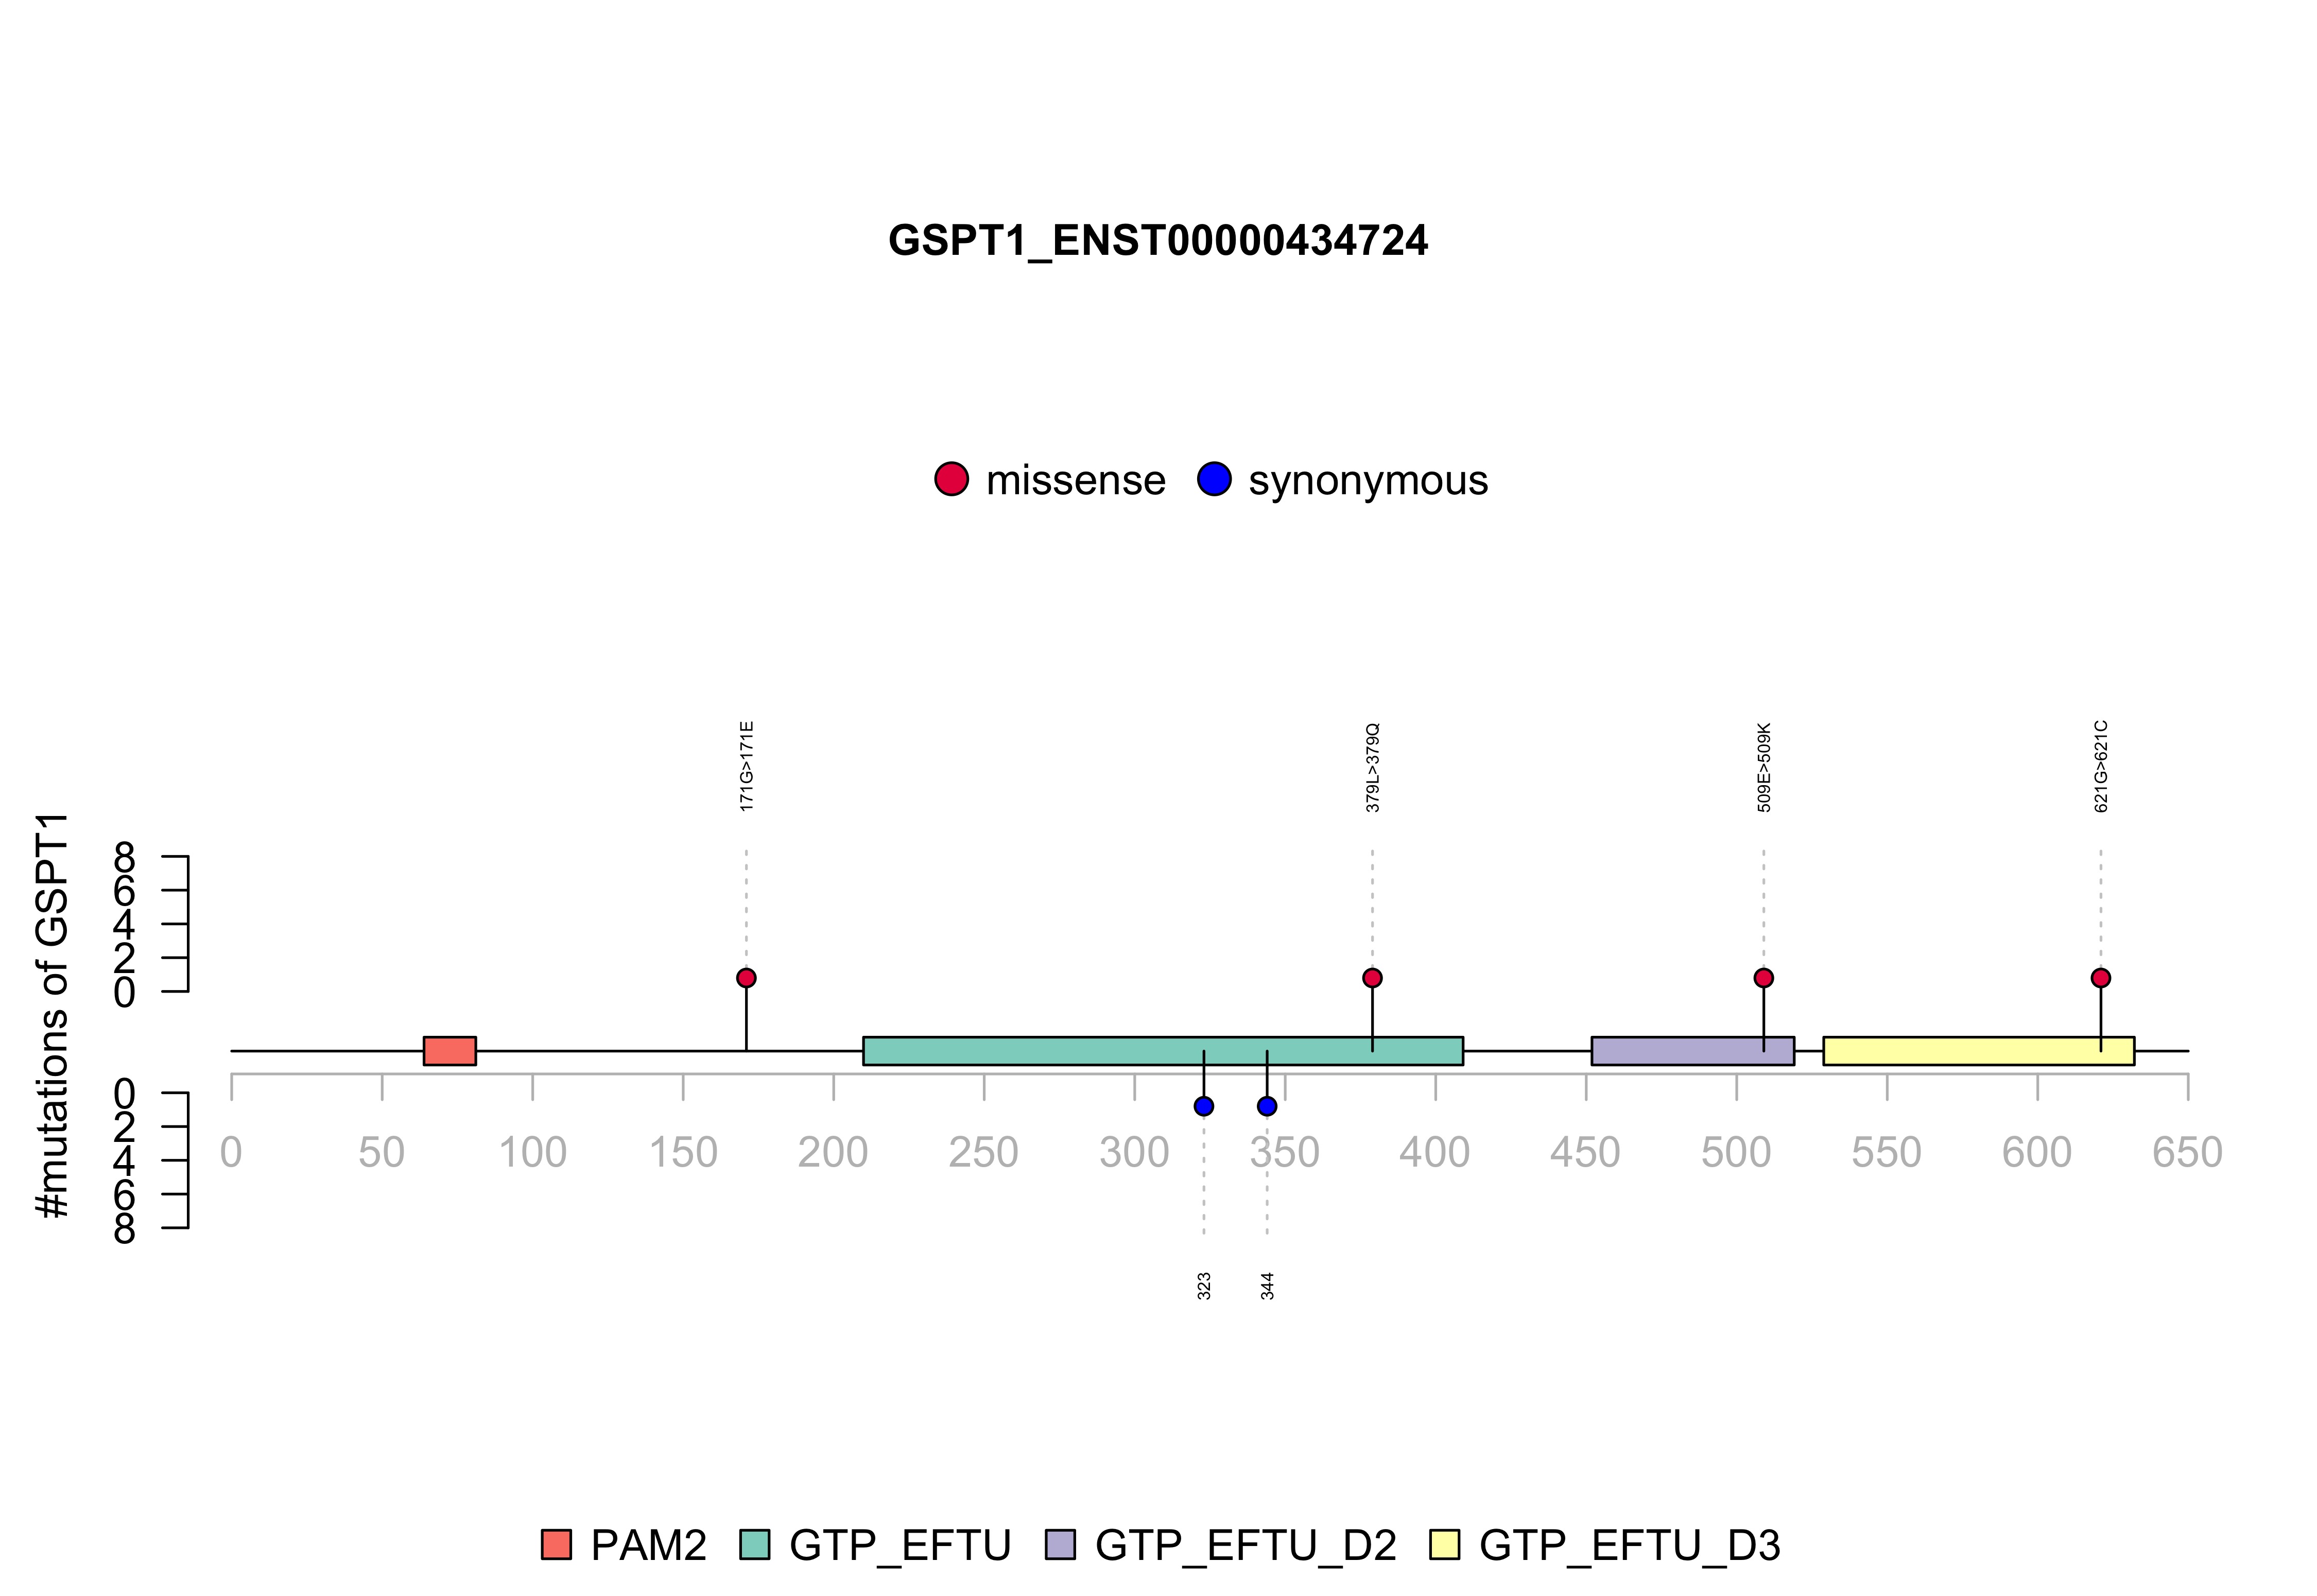 GSPT1_ENST00000434724
missense synonymous
171G>171E 379L>379Q 509E>509K 621G>621C
#mutations of GSPT1
8
6
4
2
0
0
2
4
6
8
0 50 100 150 200 250 300 350 400 450 500 550 600 650
323 344
PAM2 GTP_EFTU GTP_EFTU_D2 GTP_EFTU_D3